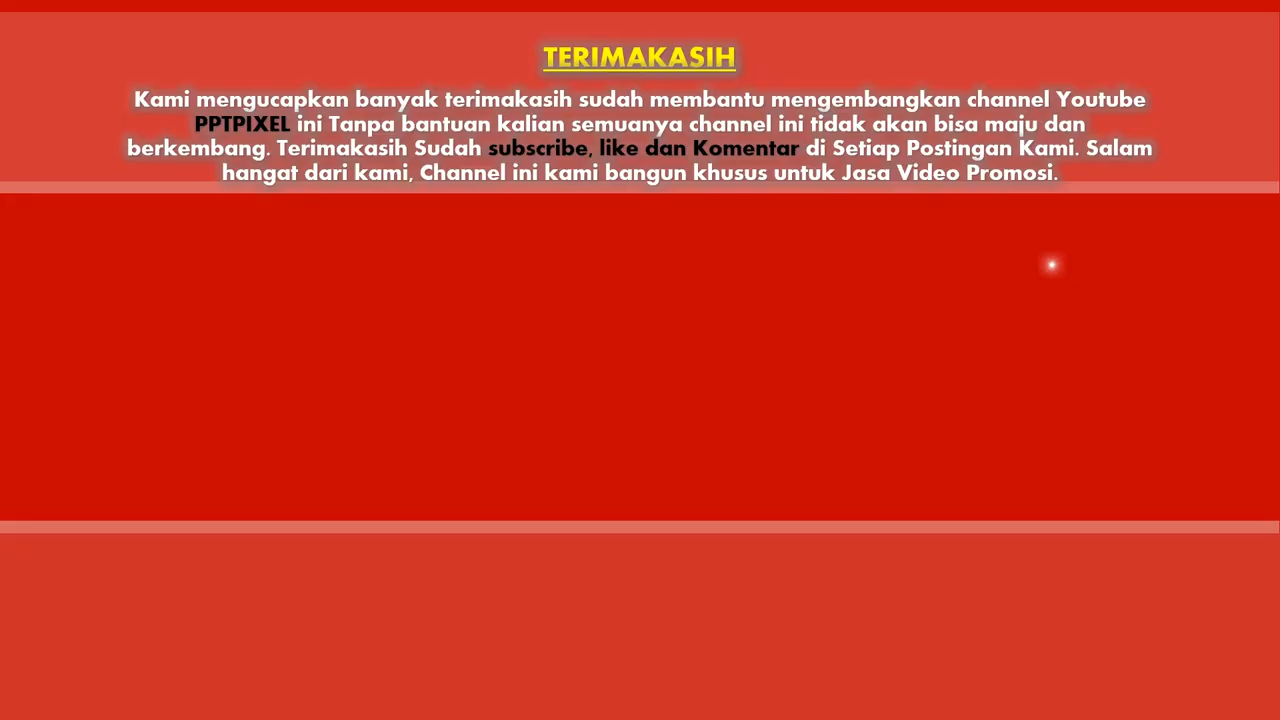 TERIMAKASIH
Kami mengucapkan banyak terimakasih sudah membantu mengembangkan channel Youtube
PPTPIXEL ini Tanpa bantuan kalian semuanya channel ini tidak akan bisa maju dan
berkembang. Terimakasih Sudah subscribe, like dan Komentar di Setiap Postingan Kami. Salam
hangat dari kami, Channel ini kami bangun khusus untuk Jasa Video Promosi.